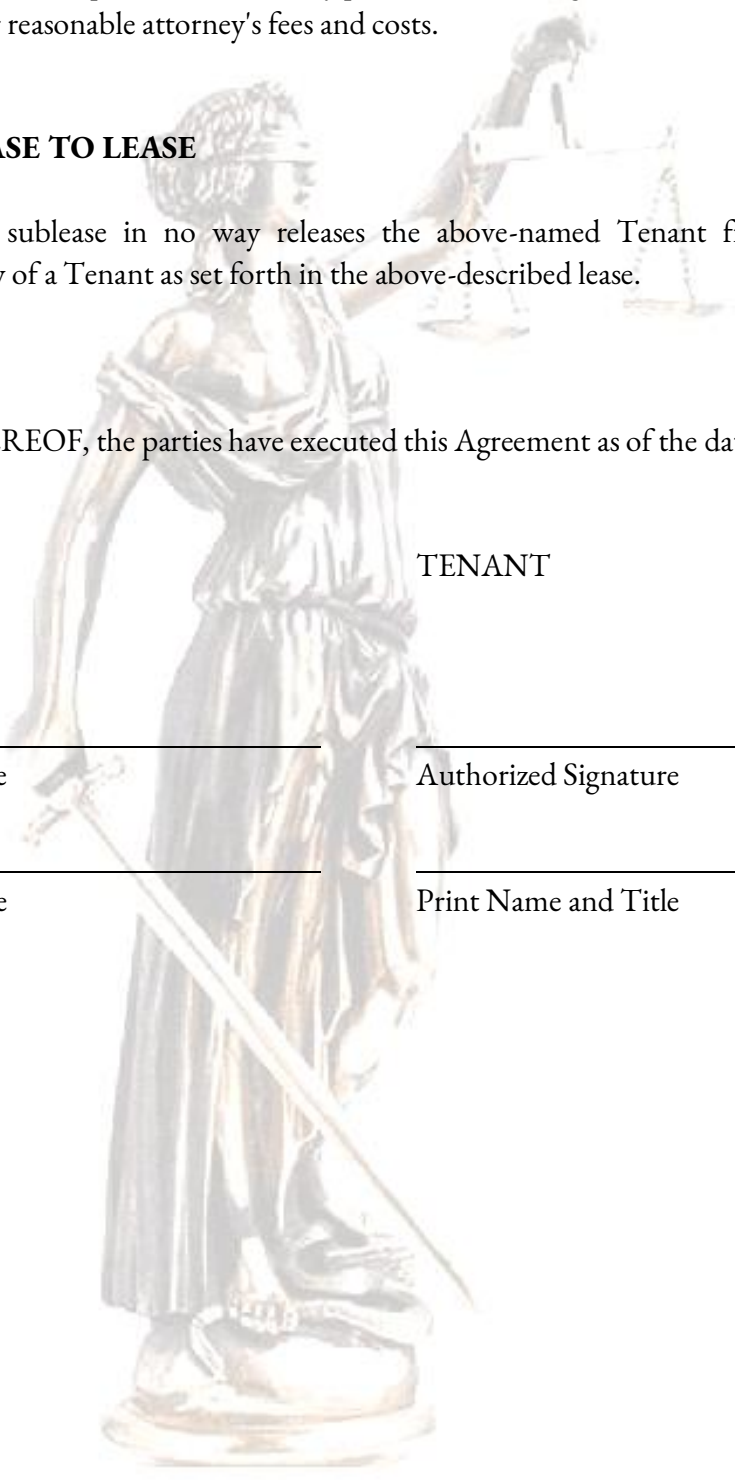 reasonable attorney's fees and costs.
ASE TO LEASE
sublease in no way releases the above-named Tenant
of a Tenant as set forth in the above-described lease.
EREOF, the parties have executed this Agreement as of the
TENANT
Authorized Signature
Print Name and Title